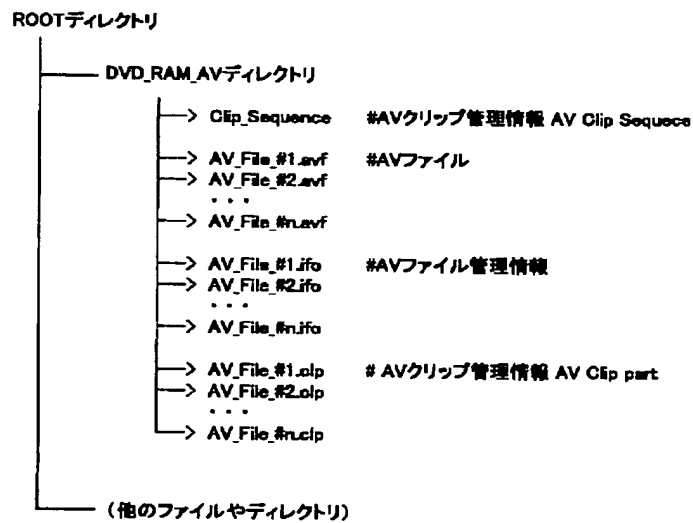 ROOTディレクトリ
DVD_RAM_AVディレクトリ
Clip_Sequence #AVクリップ管理情報 AV Clip Sequece
AV_File_#1.avf #AVファイル
AV_File_#2.avf
・・・
AV_File_#n.avf
AV_File_#1.ifo #AVファイル管理情報
AV_File_#2.ifo
・・・
AV_File_#n.ifo
AV_File_#1.clp # AVクリップ管理情報 AV Clip part
AV_File_#2.clp
・・・
AV_File_#n.clp
(他のファイルやディレクトリ)